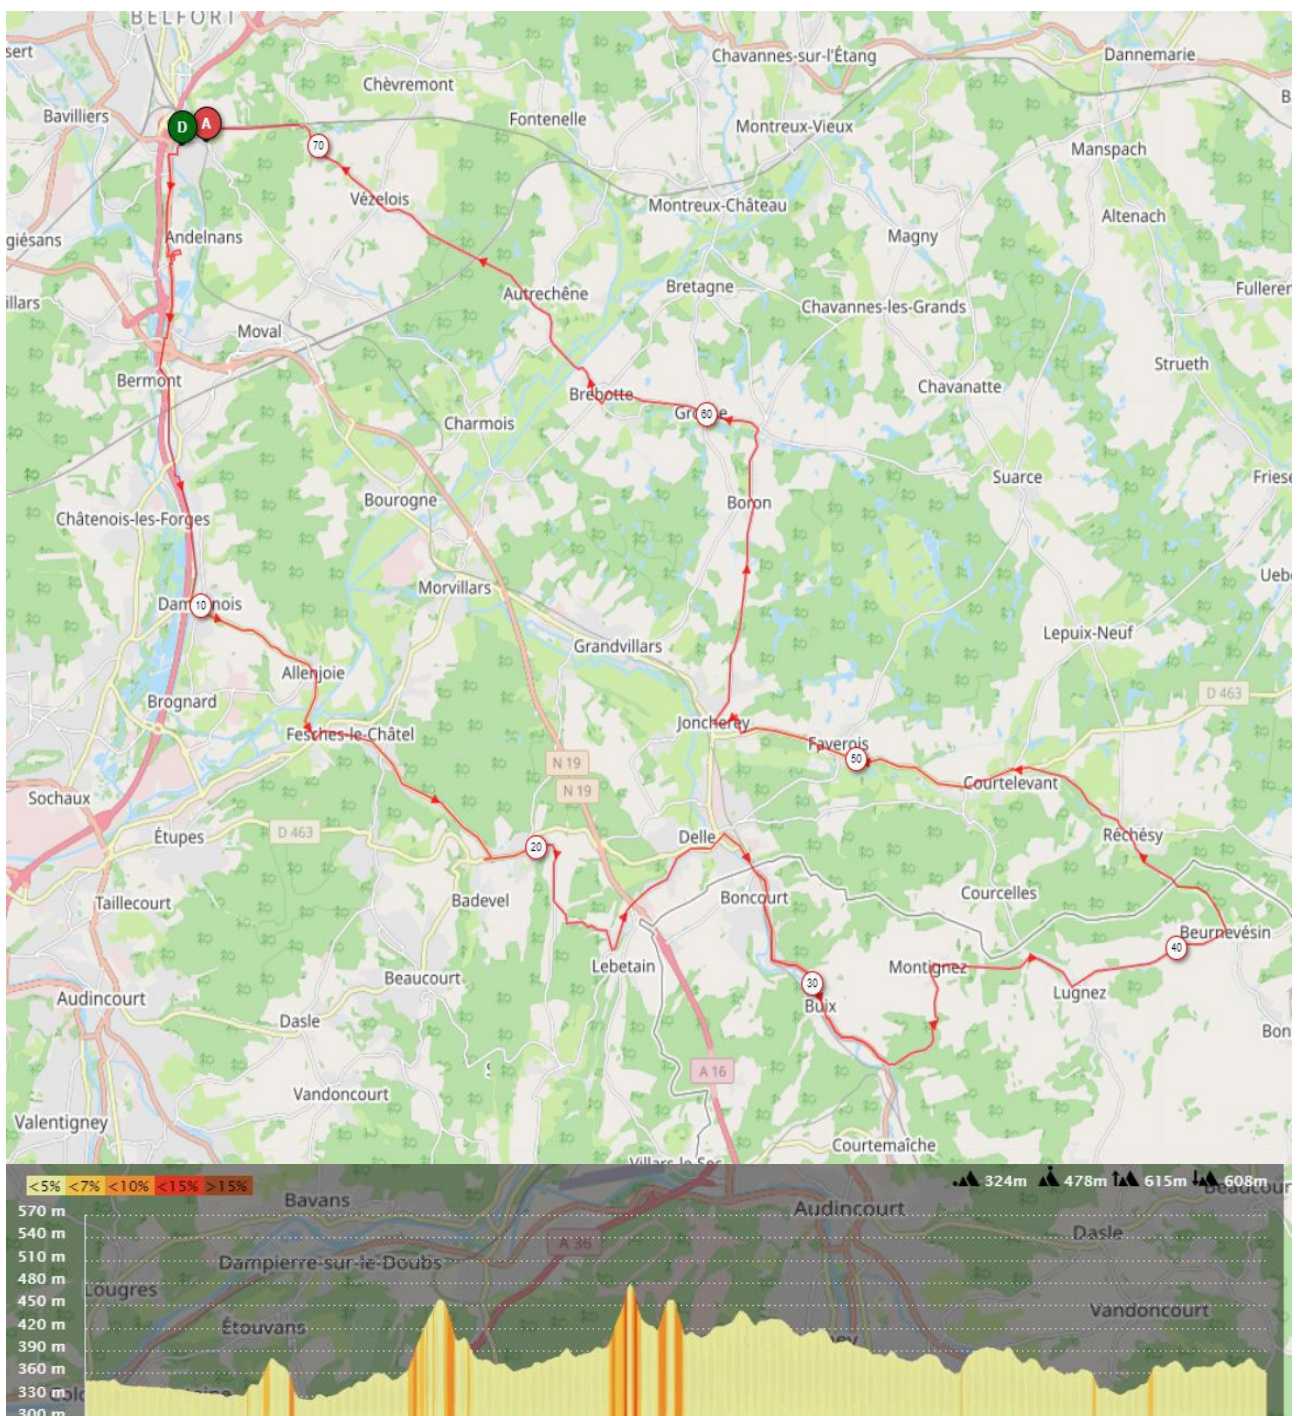 BELFORT
Chavannes-sur-l'Étang
Dannemarie
Chèvremont
Bavilliers
D
A
Fontenelle
Montreux-Vieux
70
Manspach
Vézelois
Montreux-Château
Altenach
giésans
Andelnans
Magny
Autrechêne
Bretagne
Chavannes-les-Grands
illars
Moval
Strueth
Bermont
Chavanatte
Brebotte
60
Charmois
Suarce
Bourogne
Boron
Châtenois-les-Forges
Morvillars
10
Grandvillars
Lepuix-Neuf
Allenjoie
D 463
Brognard
Joncherey
Fesches-le-Châtel
Faverois
50
N 19
Courtelevant
N 19
Sochaux
D 463
Étupes
Delle
Réchésy
20
Badevel
Boncourt
Courcelles
Taillecourt
Beurnevésin
40
Lebetain
Montignez
Beaucourt
30
Lugnez
Audincourt
Buix
Dasle
A 16
Vandoncourt
Valentigney
Courtemaîche
<5% <7% <10% <15% >15%
324m 478m 615m 608m
Bavans
Audincourt
570 m
Dasle
540 m
A 36
510 m
Dampierre-sur-le-Doubs
480 m
Lougres
450 m
Vandoncourt
Étouvans
420 m
390 m
360 m
330 m
300 m